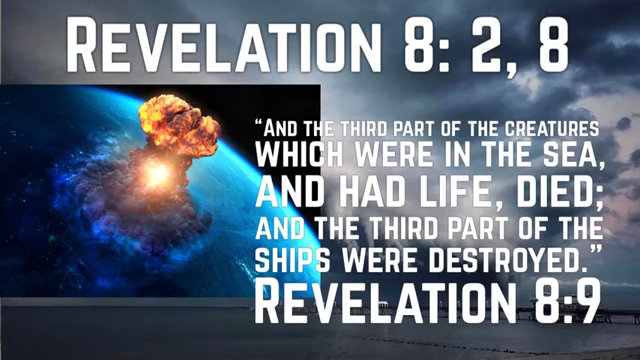 Revelation 8: 2, 8
“And the third part of the creatures
which were in the sea,
and had life, died;
and the third part of the
ships were destroyed.”
Revelation 8:9